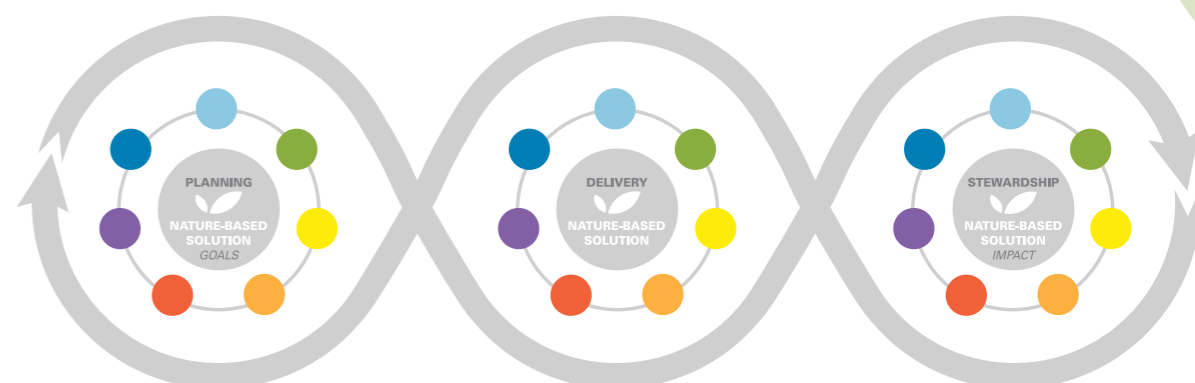 PLANNING
NATURE-BASED
SOLUTION
GOALS
DELIVERY
NATURE-BASED
SOLUTION
STEWARDSHIP
NATURE-BASED
SOLUTION
IMPACT